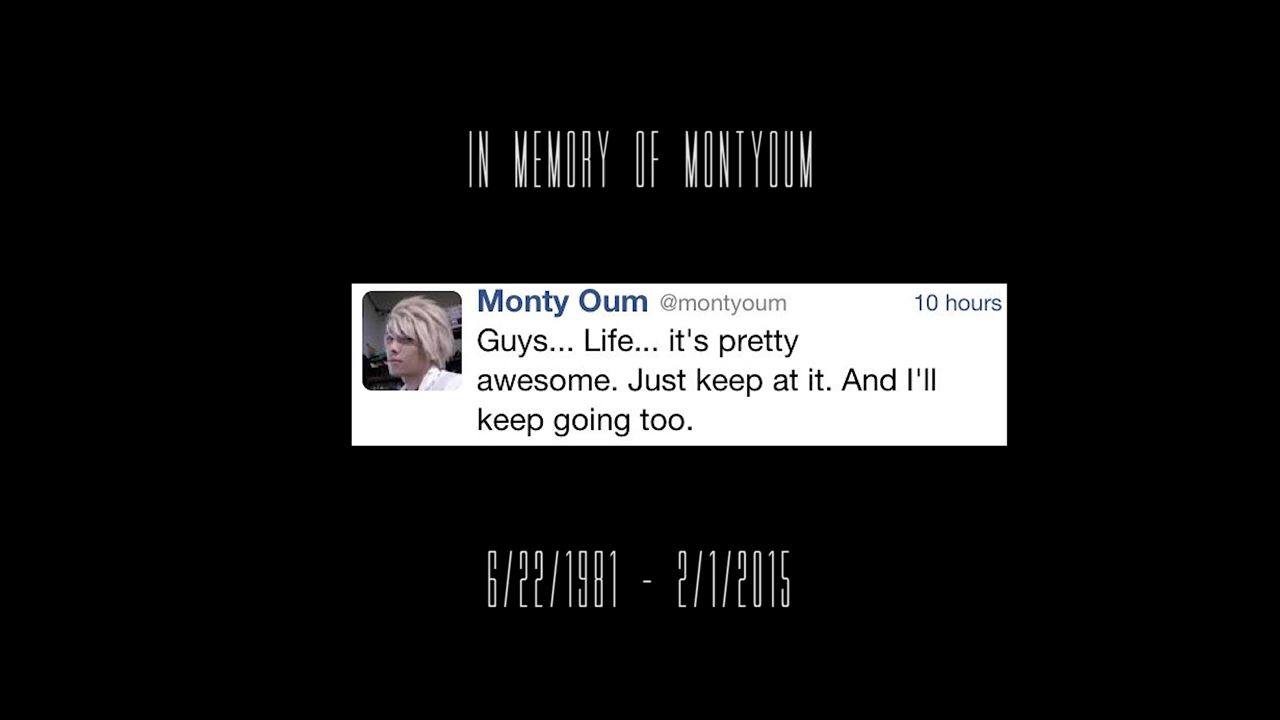 IN MEMORY OF MONTYOUM
Monty Oum @montyoum 10 hours
Guys... Life... it's pretty
awesome. Just keep at it. And I'll
keep going too.
6/22/1981 - 2/1/2015